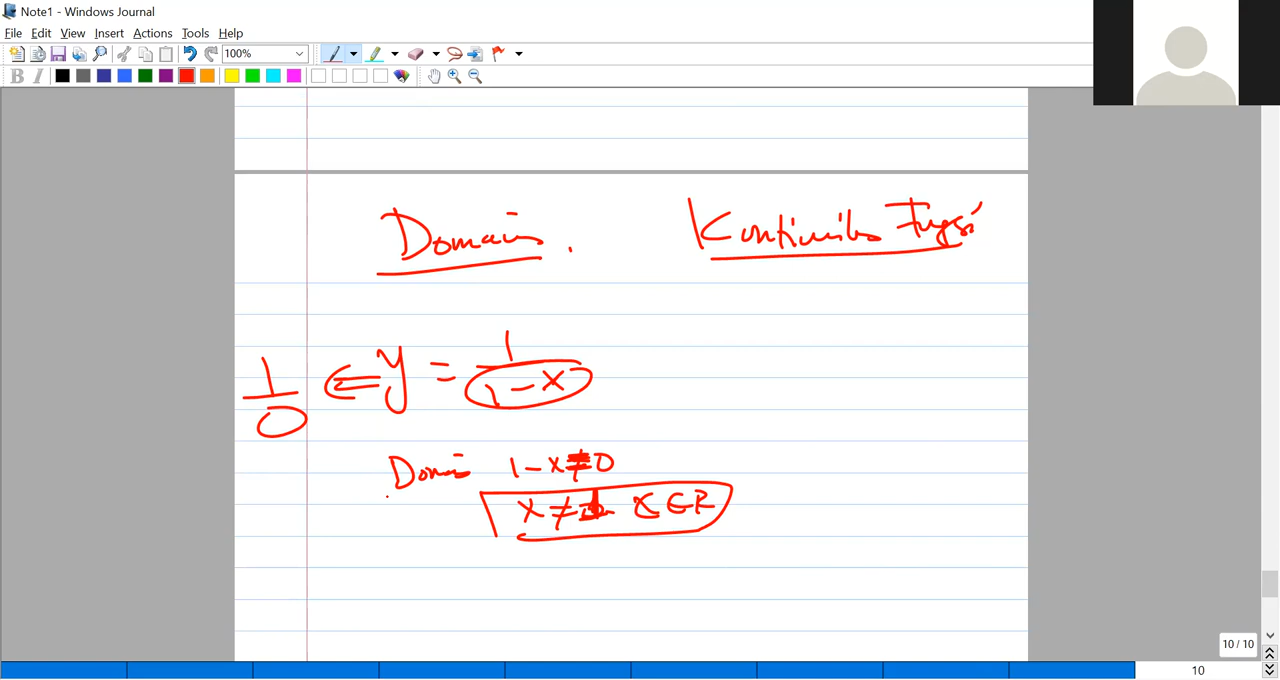 Note1 - Windows Journal
File Edit View Insert Actions Tools Help
100%
B I
Domain. Kontinuitas Fungsi
1/0 ⇐ y = 1/(1-x)
Domain 1-x≠0
x≠1 x∈R
10 / 10
10